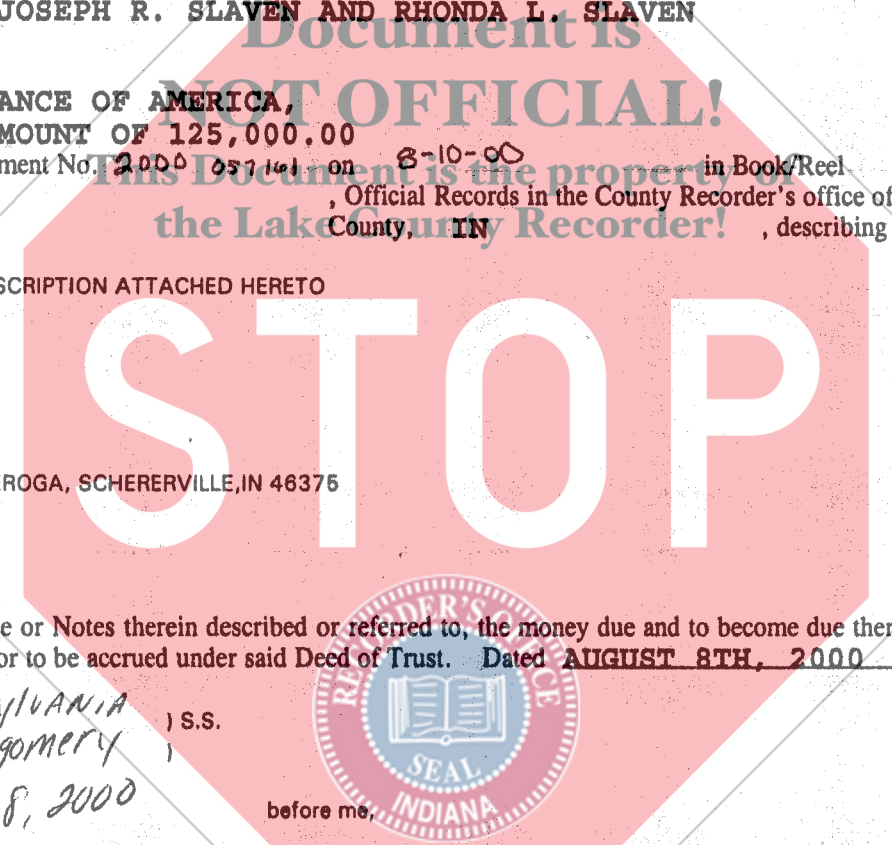 JOSEPH R. SLAVEN AND RHONDA L. SLAVEN
Document is
NOT OFFICIAL!
ANCE OF AMERICA,
MOUNT OF 125,000.00
ment No. 2000 057161 on 8-10-00 in Book/Reel
This Document is the property of
, Official Records in the County Recorder's office of
the Lake County Recorder!
County, IN , describing
SCRIPTION ATTACHED HERETO
STOP
EROGA, SCHERERVILLE,IN 46375
e or Notes therein described or referred to, the money due and to become due ther
or to be accrued under said Deed of Trust. Dated AUGUST 8TH, 2000
RECORDER'S OFFICE
SEAL
INDIANA
ylVANIA ) S.S.
gomery )
8, 2000
before me,